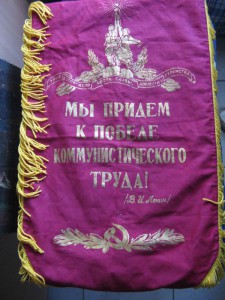 МЫ ПРИДЕМ
К ПОБЕДЕ
КОММУНИСТИЧЕСКОГО
ТРУДА!
/В. И. Ленин/